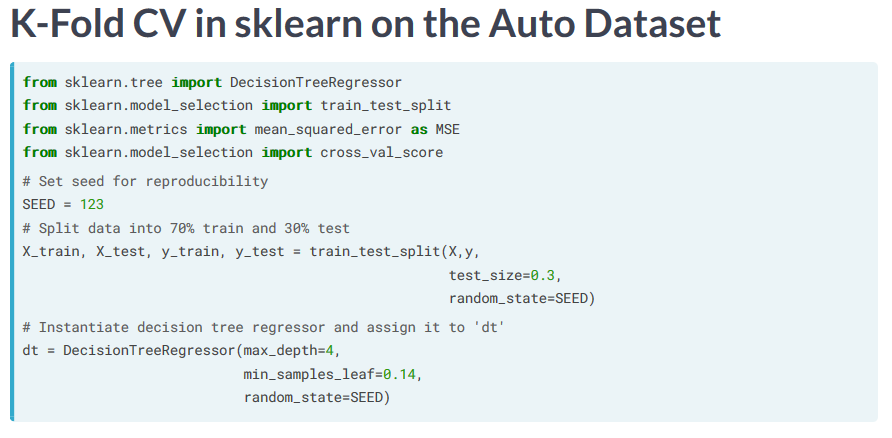 K-Fold CV in sklearn on the Auto Dataset
from sklearn.tree import DecisionTreeRegressor
from sklearn.model_selection import train_test_split
from sklearn.metrics import mean_squared_error as MSE
from sklearn.model_selection import cross_val_score
# Set seed for reproducibility
SEED = 123
# Split data into 70% train and 30% test
X_train, X_test, y_train, y_test = train_test_split(X,y,
test_size=0.3,
random_state=SEED)
# Instantiate decision tree regressor and assign it to 'dt'
dt = DecisionTreeRegressor(max_depth=4,
min_samples_leaf=0.14,
random_state=SEED)